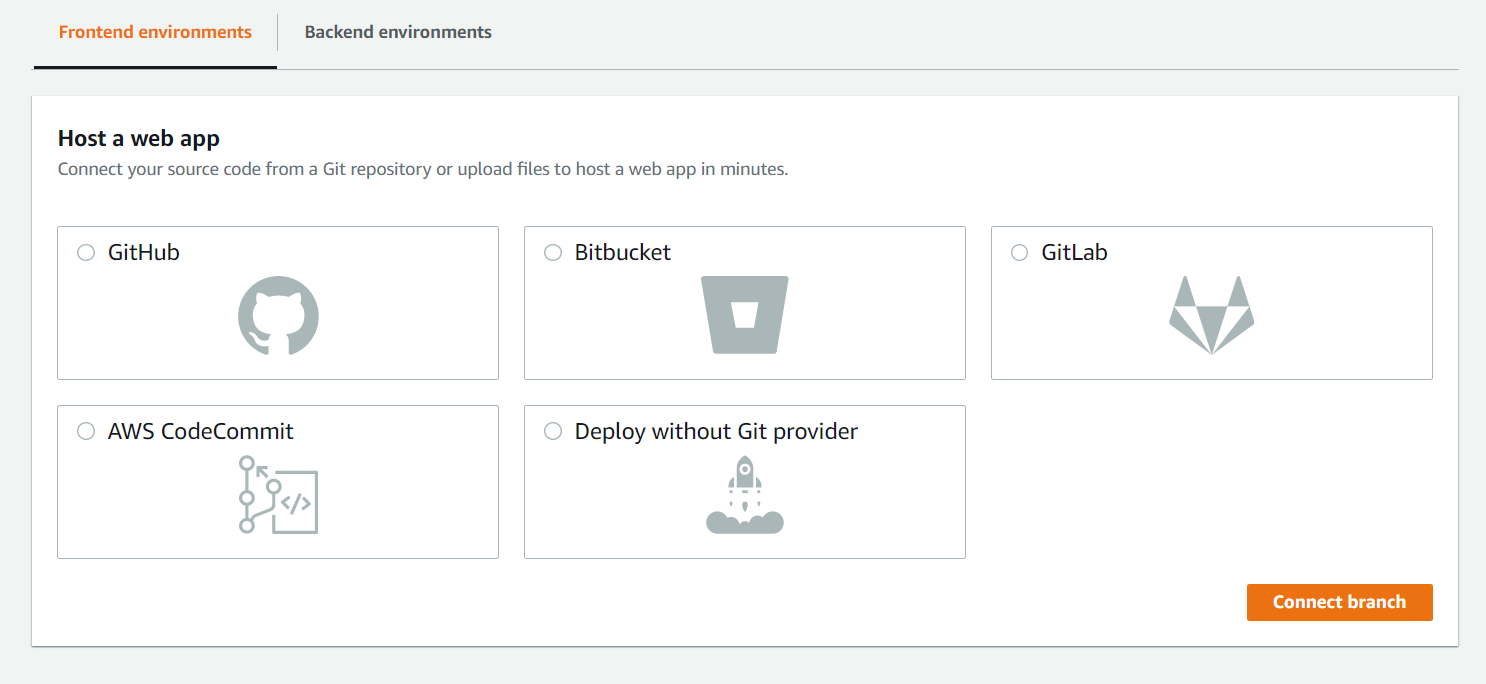 Frontend environments
Backend environments
Host a web app
Connect your source code from a Git repository or upload files to host a web app in minutes.
GitHub
Bitbucket
GitLab
AWS CodeCommit
</>
Deploy without Git provider
Connect branch